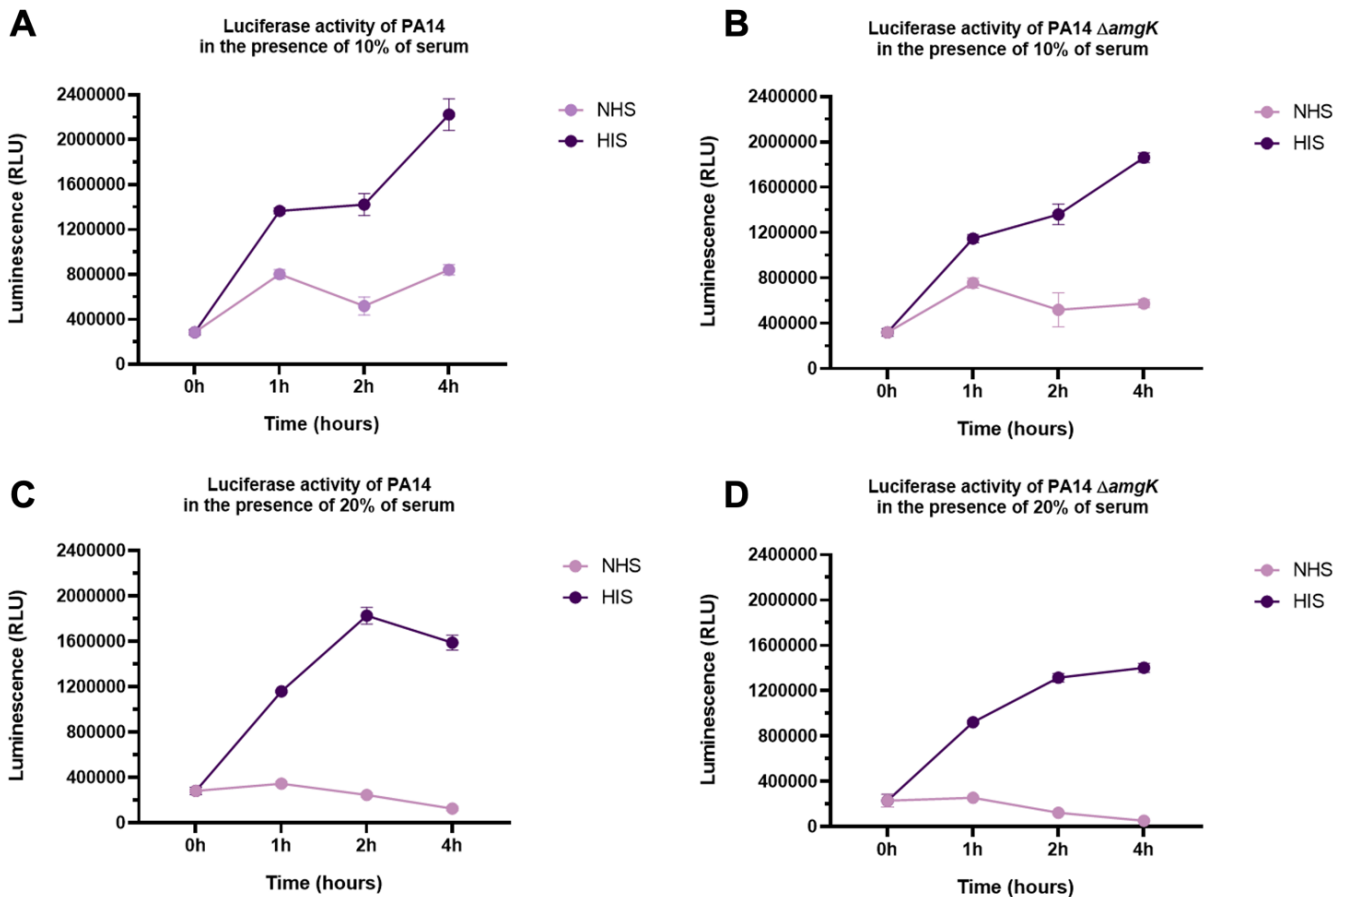 A
Luciferase activity of PA14
in the presence of 10% of serum
Luminescence (RLU)
2400000
2000000
1600000
1200000
800000
400000
0
0h 1h 2h 4h
Time (hours)
NHS
HIS
B
Luciferase activity of PA14 ΔamgK
in the presence of 10% of serum
Luminescence (RLU)
2400000
2000000
1600000
1200000
800000
400000
0
0h 1h 2h 4h
Time (hours)
NHS
HIS
C
Luciferase activity of PA14
in the presence of 20% of serum
Luminescence (RLU)
2400000
2000000
1600000
1200000
800000
400000
0
0h 1h 2h 4h
Time (hours)
NHS
HIS
D
Luciferase activity of PA14 ΔamgK
in the presence of 20% of serum
Luminescence (RLU)
2400000
2000000
1600000
1200000
800000
400000
0
0h 1h 2h 4h
Time (hours)
NHS
HIS